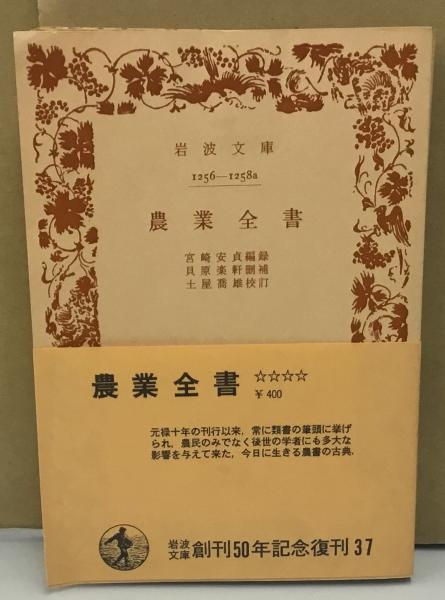 岩波文庫
1256—1258a
農業全書
宮崎安貞編録
貝原楽軒刪補
土屋喬雄校訂
農業全書 ☆☆☆☆
￥400
元禄十年の刊行以来，常に類書の筆頭に挙げ
られ，農民のみでなく後世の学者にも多大な
影響を与えて来た，今日に生きる農書の古典．
岩波文庫 創刊50年記念復刊 37